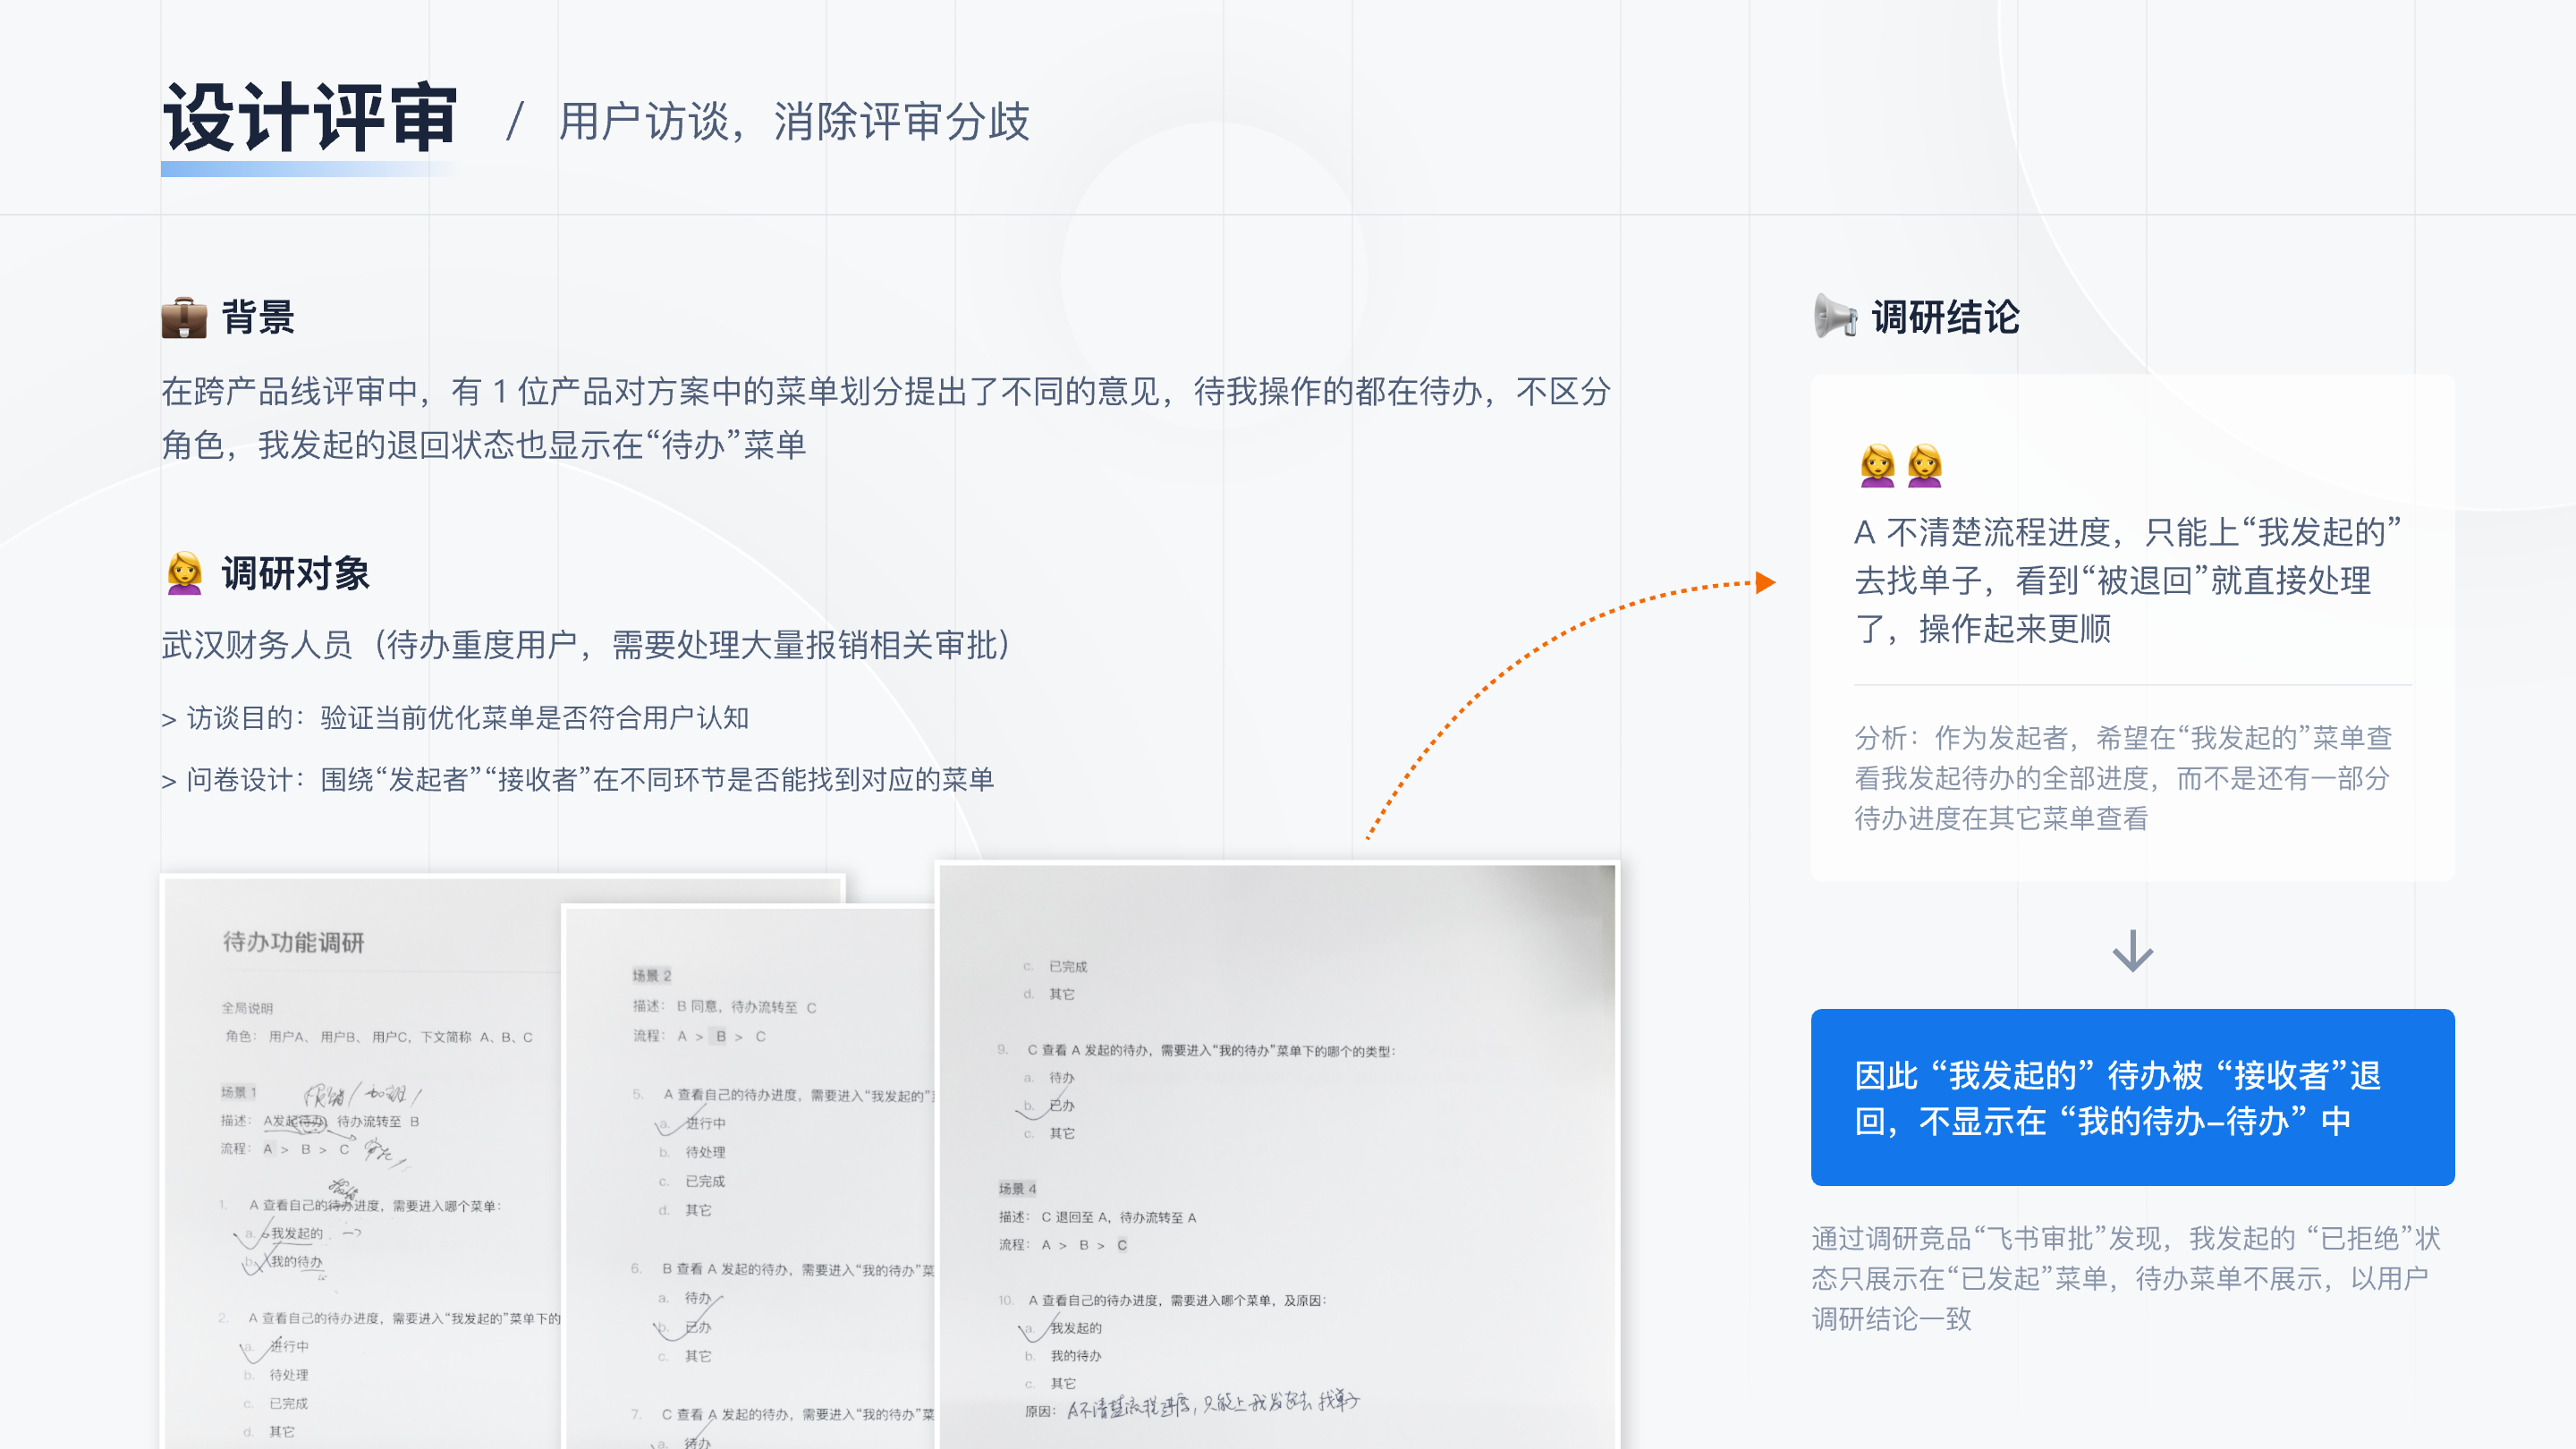 设计评审 / 用户访谈，消除评审分歧
背景
在跨产品线评审中，有 1 位产品对方案中的菜单划分提出了不同的意见，待我操作的都在待办，不区分
角色，我发起的退回状态也显示在“待办”菜单
调研对象
武汉财务人员（待办重度用户，需要处理大量报销相关审批）
> 访谈目的：验证当前优化菜单是否符合用户认知
> 问卷设计：围绕“发起者”“接收者”在不同环节是否能找到对应的菜单
待办功能调研
全局说明
角色： 用户A、 用户B、 用户C，下文简称 A、B、C
场景 1
报销/加班/
描述： A发起待办，待办流转至 B
流程： A > B > C
1. A 查看自己的待办进度，需要进入哪个菜单：
a. 我发起的
b. 我的待办
2. A 查看自己的待办进度，需要进入“我发起的”菜单下的
a. 进行中
b. 待处理
c. 已完成
d. 其它
场景 2
描述： B 同意，待办流转至 C
流程： A > B > C
5. A 查看自己的待办进度，需要进入“我发起的”
a. 进行中
b. 待处理
c. 已完成
d. 其它
6. B 查看 A 发起的待办，需要进入“我的待办”菜
a. 待办
b. 已办
c. 其它
7. C 查看 A 发起的待办，需要进入“我的待办”菜
a. 待办
c. 已完成
d. 其它
9. C 查看 A 发起的待办，需要进入“我的待办”菜单下的哪个的类型：
a. 待办
b. 已办
c. 其它
场景 4
描述： C 退回至 A，待办流转至 A
流程： A > B > C
10. A 查看自己的待办进度，需要进入哪个菜单，及原因：
a. 我发起的
b. 我的待办
c. 其它
原因： A不清楚流程进度，只能上我发起去找单子
调研结论
A 不清楚流程进度，只能上“我发起的”
去找单子，看到“被退回”就直接处理
了，操作起来更顺
分析：作为发起者，希望在“我发起的”菜单查
看我发起待办的全部进度，而不是还有一部分
待办进度在其它菜单查看
因此 “我发起的” 待办被 “接收者”退
回，不显示在 “我的待办–待办” 中
通过调研竞品“飞书审批”发现，我发起的 “已拒绝”状
态只展示在“已发起”菜单，待办菜单不展示，以用户
调研结论一致